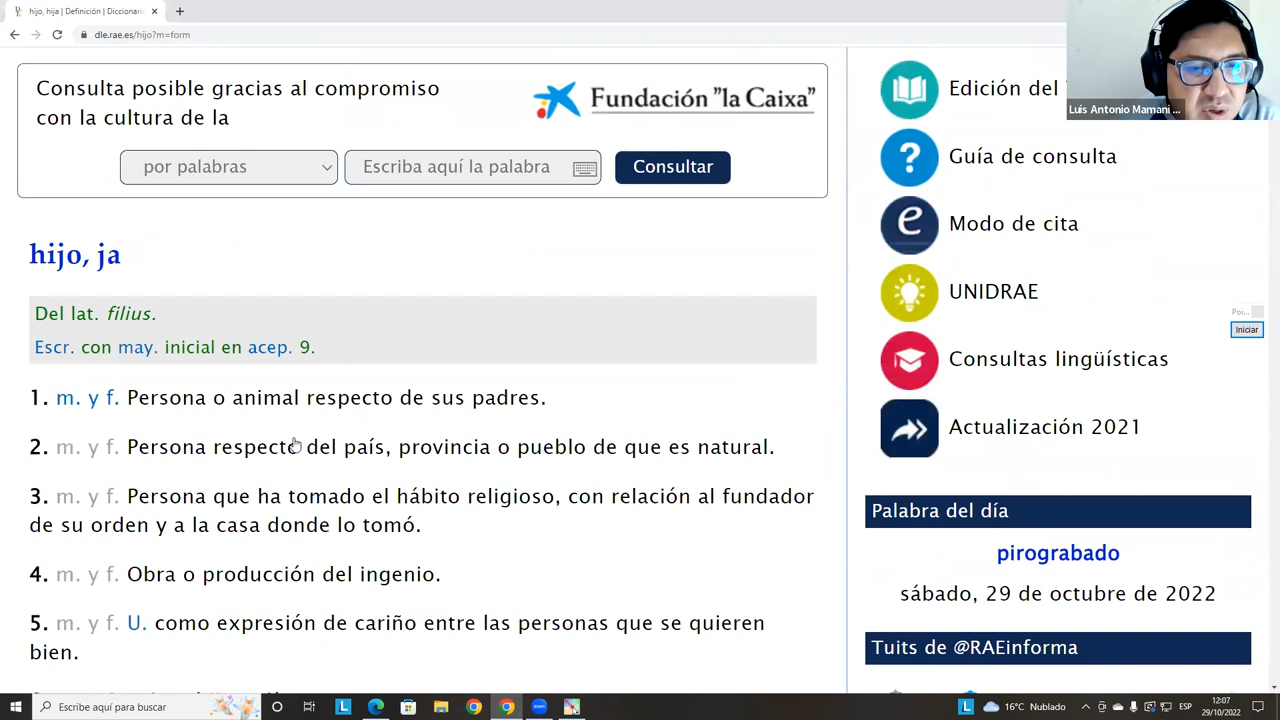 hijo, hija | Definición | Diccionario
dle.rae.es/hijo?m=form
Consulta posible gracias al compromiso
con la cultura de la
Fundación "la Caixa"
por palabras
Escriba aquí la palabra
Consultar
hijo, ja
Del lat. filius.
Escr. con may. inicial en acep. 9.
1. m. y f. Persona o animal respecto de sus padres.
2. m. y f. Persona respecto del país, provincia o pueblo de que es natural.
3. m. y f. Persona que ha tomado el hábito religioso, con relación al fundador
de su orden y a la casa donde lo tomó.
4. m. y f. Obra o producción del ingenio.
5. m. y f. U. como expresión de cariño entre las personas que se quieren
bien.
Edición del
Luis Antonio Mamani ...
Guía de consulta
Modo de cita
UNIDRAE
Consultas lingüísticas
Actualización 2021
Poi...
Iniciar
Palabra del día
pirograbado
sábado, 29 de octubre de 2022
Tuits de @RAEinforma
Escribe aquí para buscar
16°C Nublado
ESP
12:07
29/10/2022